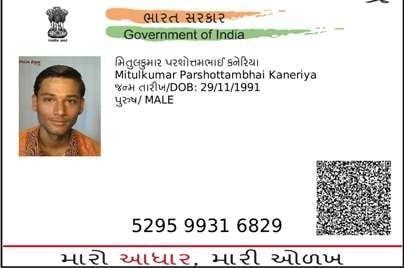 ભારત સરકાર
Government of India
મિતુલકુમાર પરશોત્તમભાઈ કનેરિયા
Mitulkumar Parshottambhai Kaneriya
જન્મ તારીખ/DOB: 29/11/1991
પુરુષ/ MALE
5295 9931 6829
મારો આધાર, મારી ઓળખ